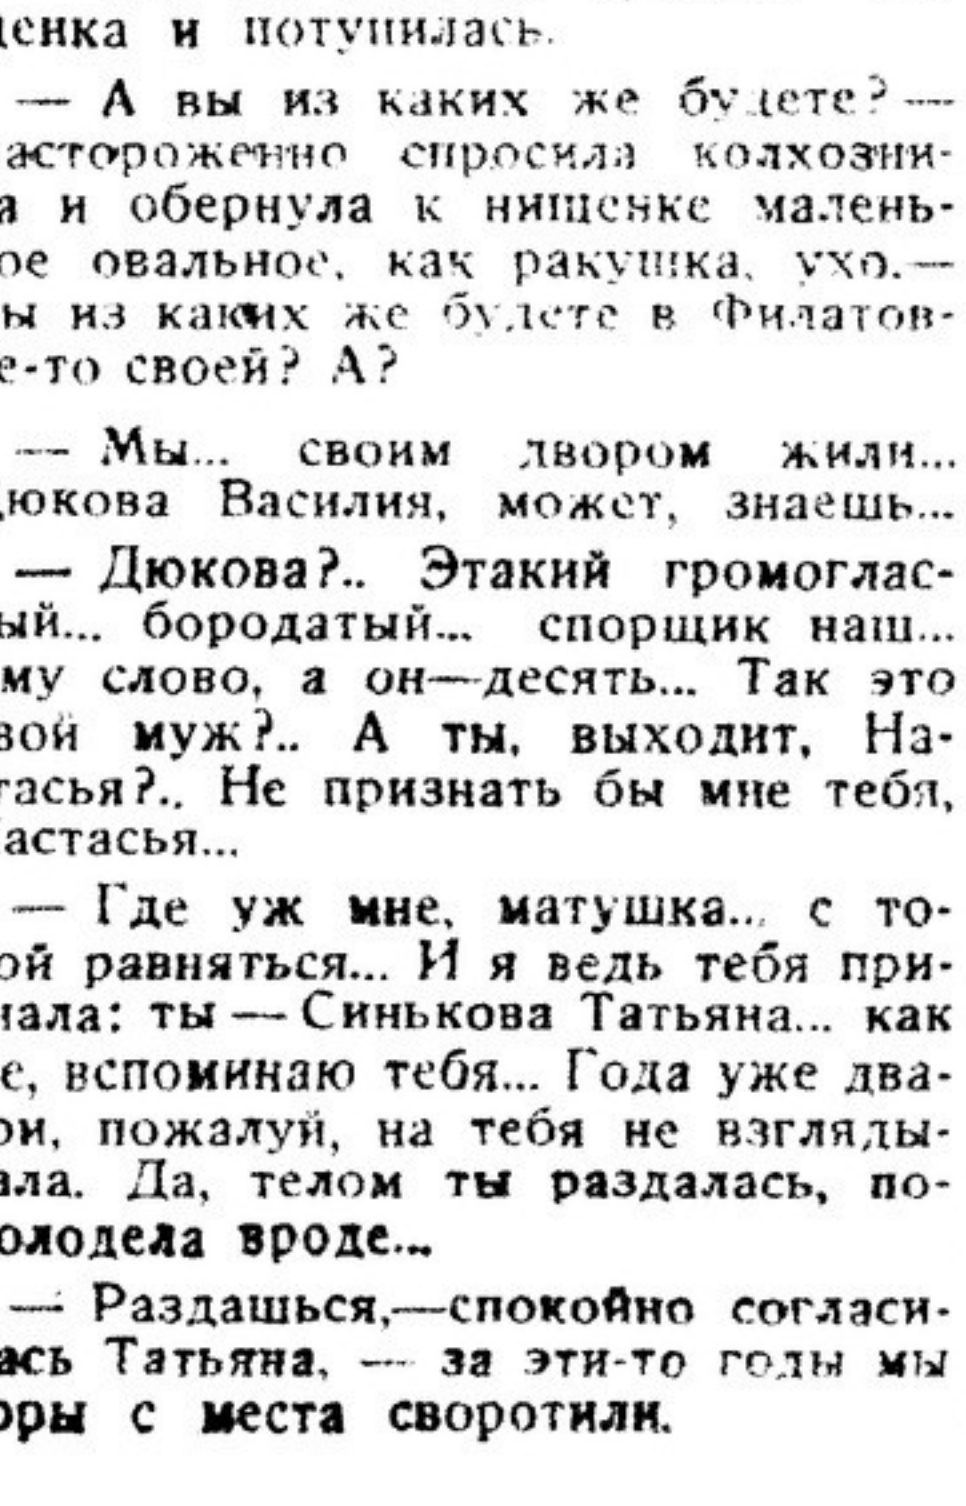 ценка и потупилась.
— А вы из каких же будете? —
асторожечно спросила колхозни-
а и обернула к нищенке малень-
ое овальное, как ракушка, ухо.—
ы из каких же будете в Филатов-
е-то своей? А?
— Мы... своим двором жили...
Дюкова Василия, может, знаешь...
— Дюкова?.. Этакий громоглас-
ый... бородатый... спорщик наш...
му слово, а он—десять... Так это
вой муж?.. А ты, выходит, На-
тасья?.. Не признать бы мне тебя,
астасья...
— Где уж мне, матушка... с то-
ой равняться... И я ведь тебя при-
нала: ты — Синькова Татьяна... как
е, вспоминаю тебя... Года уже два-
ри, пожалуй, на тебя не взгляды-
ала. Да, телом ты раздалась, по-
олодела вроде...
— Раздашься,—спокойно согласи-
ась Татьяна, — за эти-то годы мы
оры с места своротили.